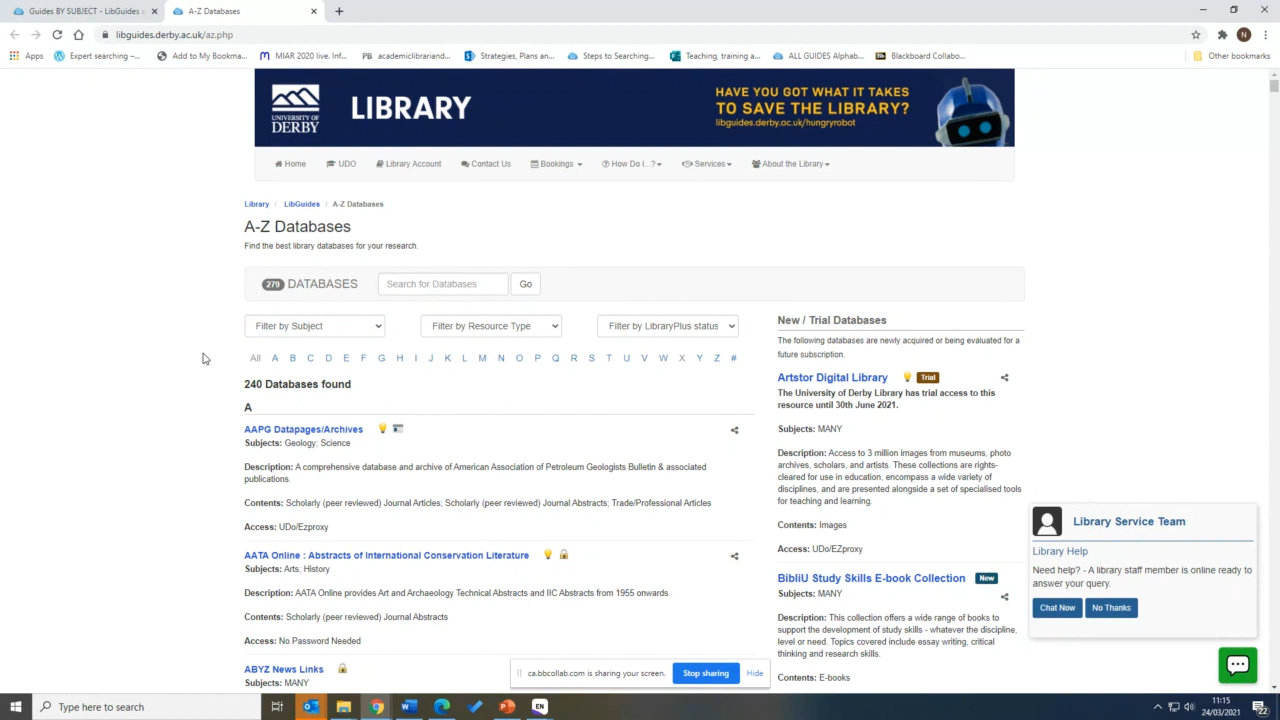 Guides BY SUBJECT - LibGuides
A-Z Databases
libguides.derby.ac.uk/az.php
N
Apps
Expert searching –...
Add to My Bookma...
MIAR 2020 live. Inf...
PB academiclibrariand...
Strategies, Plans an...
Steps to Searching...
Teaching, training a...
ALL GUIDES Alphab...
Blackboard Collabo...
Other bookmarks
UNIVERSITY OF DERBY
LIBRARY
HAVE YOU GOT WHAT IT TAKES
TO SAVE THE LIBRARY?
libguides.derby.ac.uk/hungryrobot
Home UDO Library Account Contact Us Bookings How Do I...? Services About the Library
Library / LibGuides / A-Z Databases
A-Z Databases
Find the best library databases for your research.
279 DATABASES Search for Databases Go
Filter by Subject Filter by Resource Type Filter by LibraryPlus status
All A B C D E F G H I J K L M N O P Q R S T U V W X Y Z #
240 Databases found
A
AAPG Datapages/Archives
Subjects: Geology; Science
Description: A comprehensive database and archive of American Association of Petroleum Geologists Bulletin & associated
publications.
Contents: Scholarly (peer reviewed) Journal Articles; Scholarly (peer reviewed) Journal Abstracts; Trade/Professional Articles
Access: UDo/Ezproxy
AATA Online : Abstracts of International Conservation Literature
Subjects: Arts; History
Description: AATA Online provides Art and Archaeology Technical Abstracts and IIC Abstracts from 1955 onwards.
Contents: Scholarly (peer reviewed) Journal Abstracts
Access: No Password Needed
ABYZ News Links
Subjects: MANY
New / Trial Databases
The following databases are newly acquired or being evaluated for a
future subscription.
Artstor Digital Library Trial
The University of Derby Library has trial access to this
resource until 30th June 2021.
Subjects: MANY
Description: Access to 3 million images from museums, photo
archives, scholars, and artists. These collections are rights-
cleared for use in education, encompass a wide variety of
disciplines, and are presented alongside a set of specialised tools
for teaching and learning.
Contents: Images
Access: UDo/EZproxy
BibliU Study Skills E-book Collection New
Subjects: MANY
Description: This collection offers a wide range of books to
support the development of study skills - whatever the discipline,
level or need. Topics covered include essay writing, critical
thinking and research skills.
Contents: E-books
Library Service Team
Library Help
Need help? - A library staff member is online ready to
answer your query.
Chat Now No Thanks
ca.bbcollab.com is sharing your screen. Stop sharing Hide
Type here to search
EN
11:15
24/03/2021
22